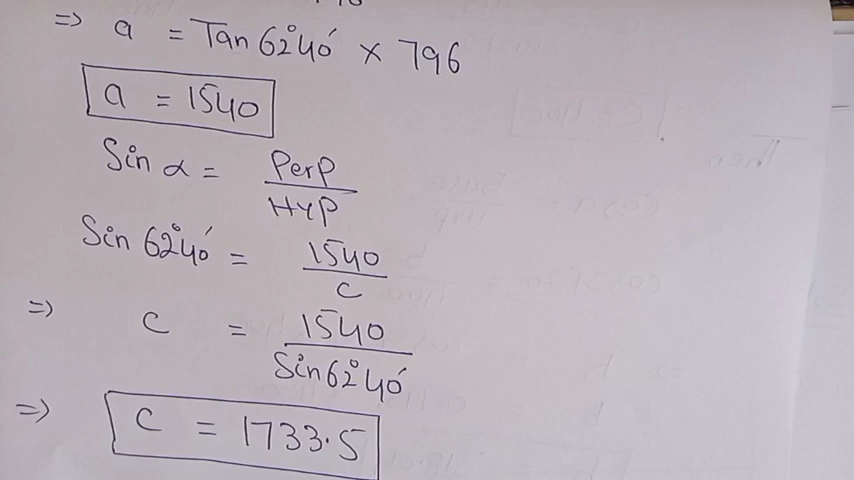 ⇒ a = Tan 62°40′ × 796
a = 1540
Sin α = Perp / Hyp
Sin 62°40′ = 1540 / c
⇒ c = 1540 / Sin 62°40′
⇒ c = 1733.5